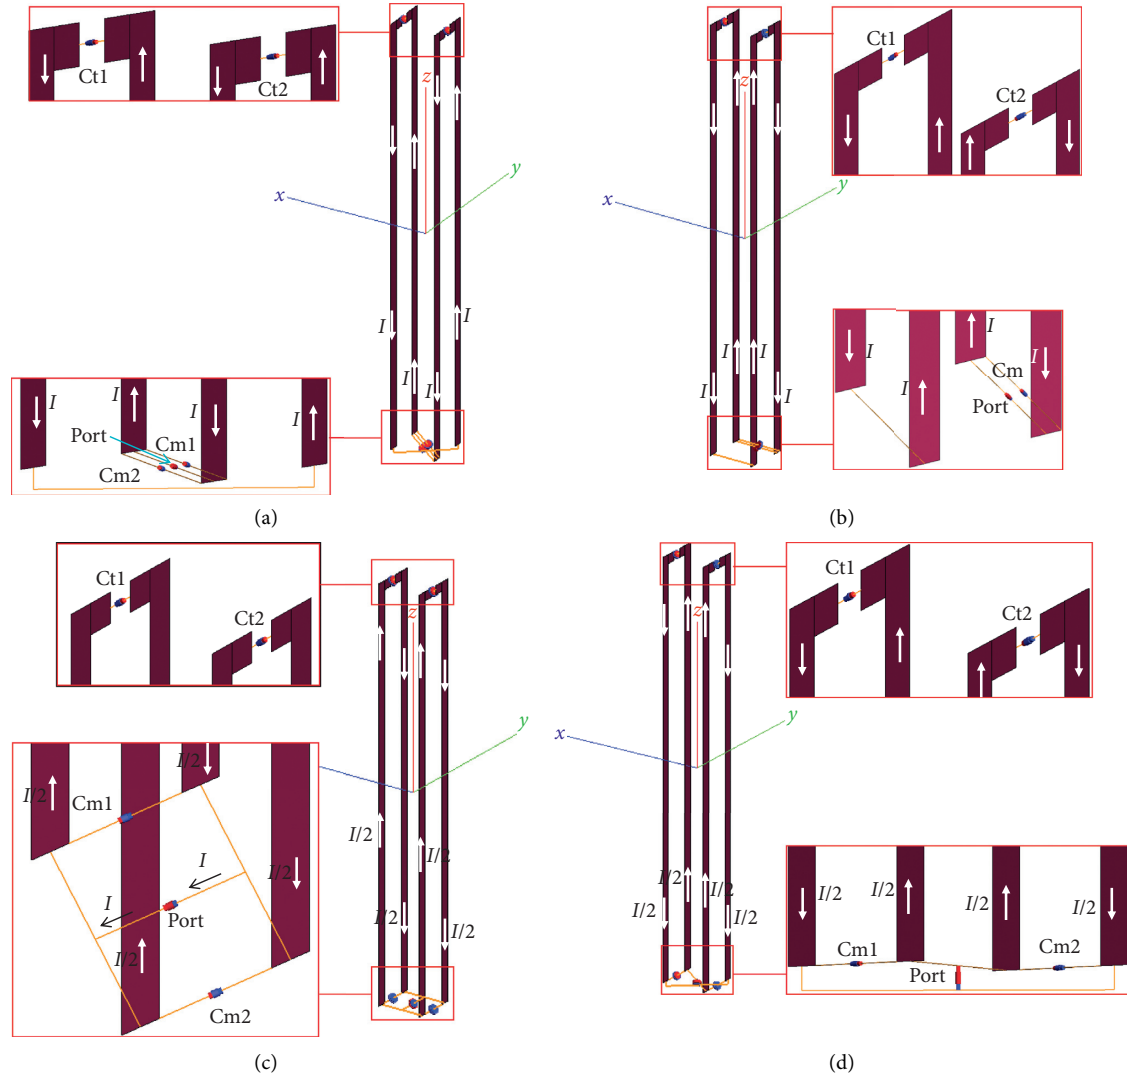 Ct1
Ct2
z
x
y
I
I
I
I
I
I
I
I
Port
Cm1
Cm2
(a)
Ct1
Ct2
z
x
y
I
I
I
I
I
I
I
I
Cm
Port
(b)
Ct1
Ct2
z
y
I/2
I/2
I/2
I/2
I/2
I/2
I/2
I/2
Cm1
I
I
Port
Cm2
(c)
Ct1
Ct2
z
x
y
I/2
I/2
I/2
I/2
I/2
I/2
I/2
I/2
Cm1
Cm2
Port
(d)